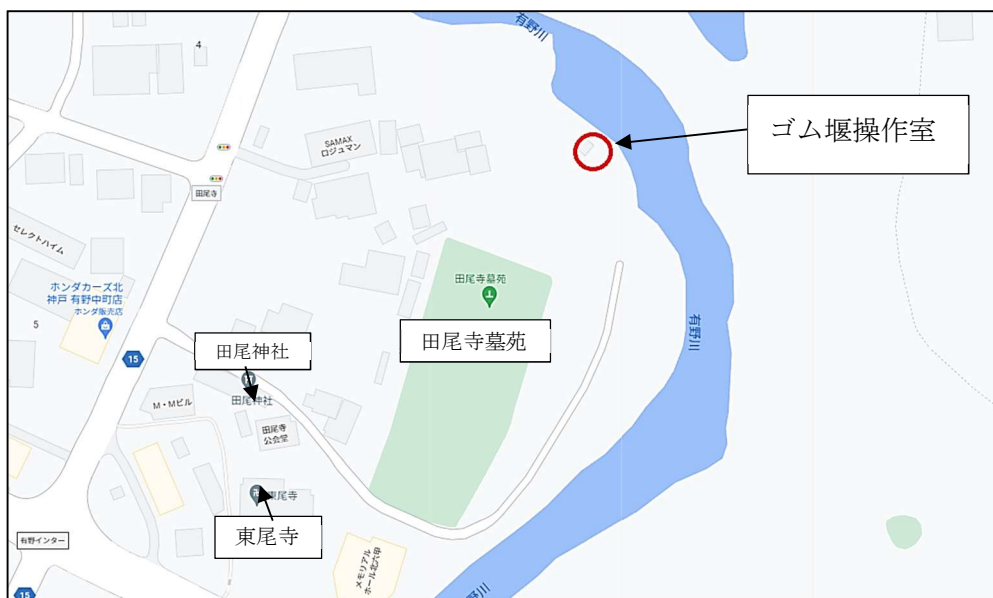 有野川
4
ゴム堰操作室
SAMAX
ロジュマン
田尾寺
セレクトハイム
田尾寺墓苑
ホンダカーズ北
神戸 有野中町店
ホンダ販売店
5
有野川
田尾寺墓苑
田尾神社
15
田尾神社
M・Mビル
田尾寺
公会堂
東尾寺
東尾寺
有野インター
メモリアル
ホール北六甲
15
有野川